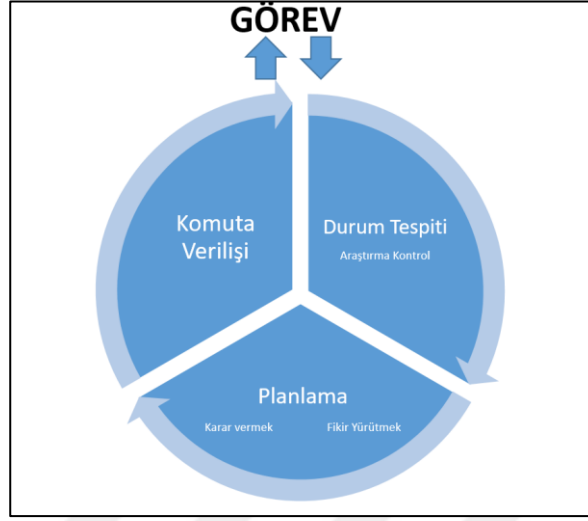 GÖREV
Komuta
Verilişi
Durum Tespiti
Araştırma Kontrol
Planlama
Karar vermek
Fikir Yürütmek